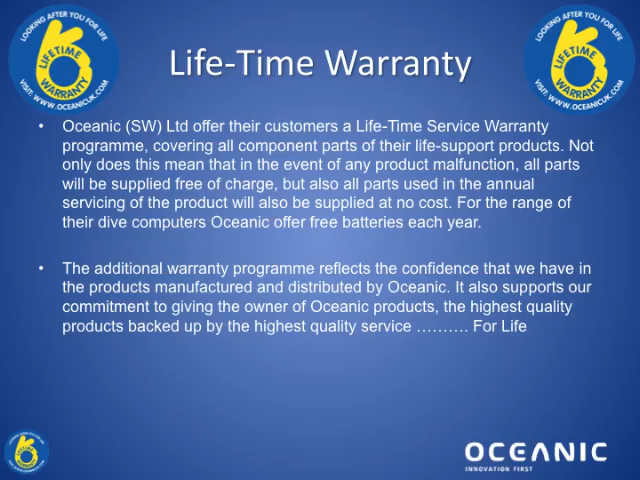 LOOKING AFTER YOU FOR LIFE
LIFETIME
WARRANTY
VISIT: WWW.OCEANICUK.COM
Life-Time Warranty
LOOKING AFTER YOU FOR LIFE
LIFETIME
WARRANTY
VISIT: WWW.OCEANICUK.COM
• Oceanic (SW) Ltd offer their customers a Life-Time Service Warranty
programme, covering all component parts of their life-support products. Not
only does this mean that in the event of any product malfunction, all parts
will be supplied free of charge, but also all parts used in the annual
servicing of the product will also be supplied at no cost. For the range of
their dive computers Oceanic offer free batteries each year.
• The additional warranty programme reflects the confidence that we have in
the products manufactured and distributed by Oceanic. It also supports our
commitment to giving the owner of Oceanic products, the highest quality
products backed up by the highest quality service ………. For Life
LIFETIME
WARRANTY
OCEANIC
INNOVATION FIRST